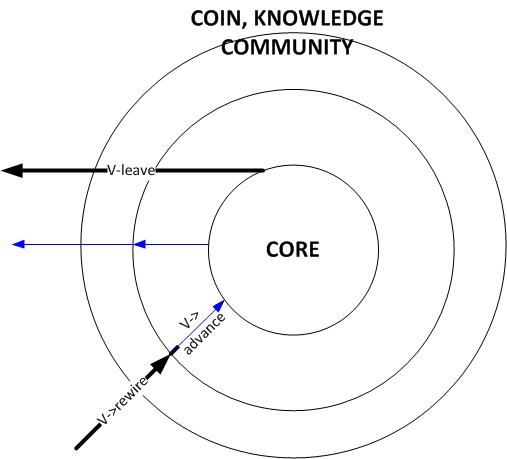 COIN, KNOWLEDGE
COMMUNITY
V-leave
CORE
V->
advance
V->rewire